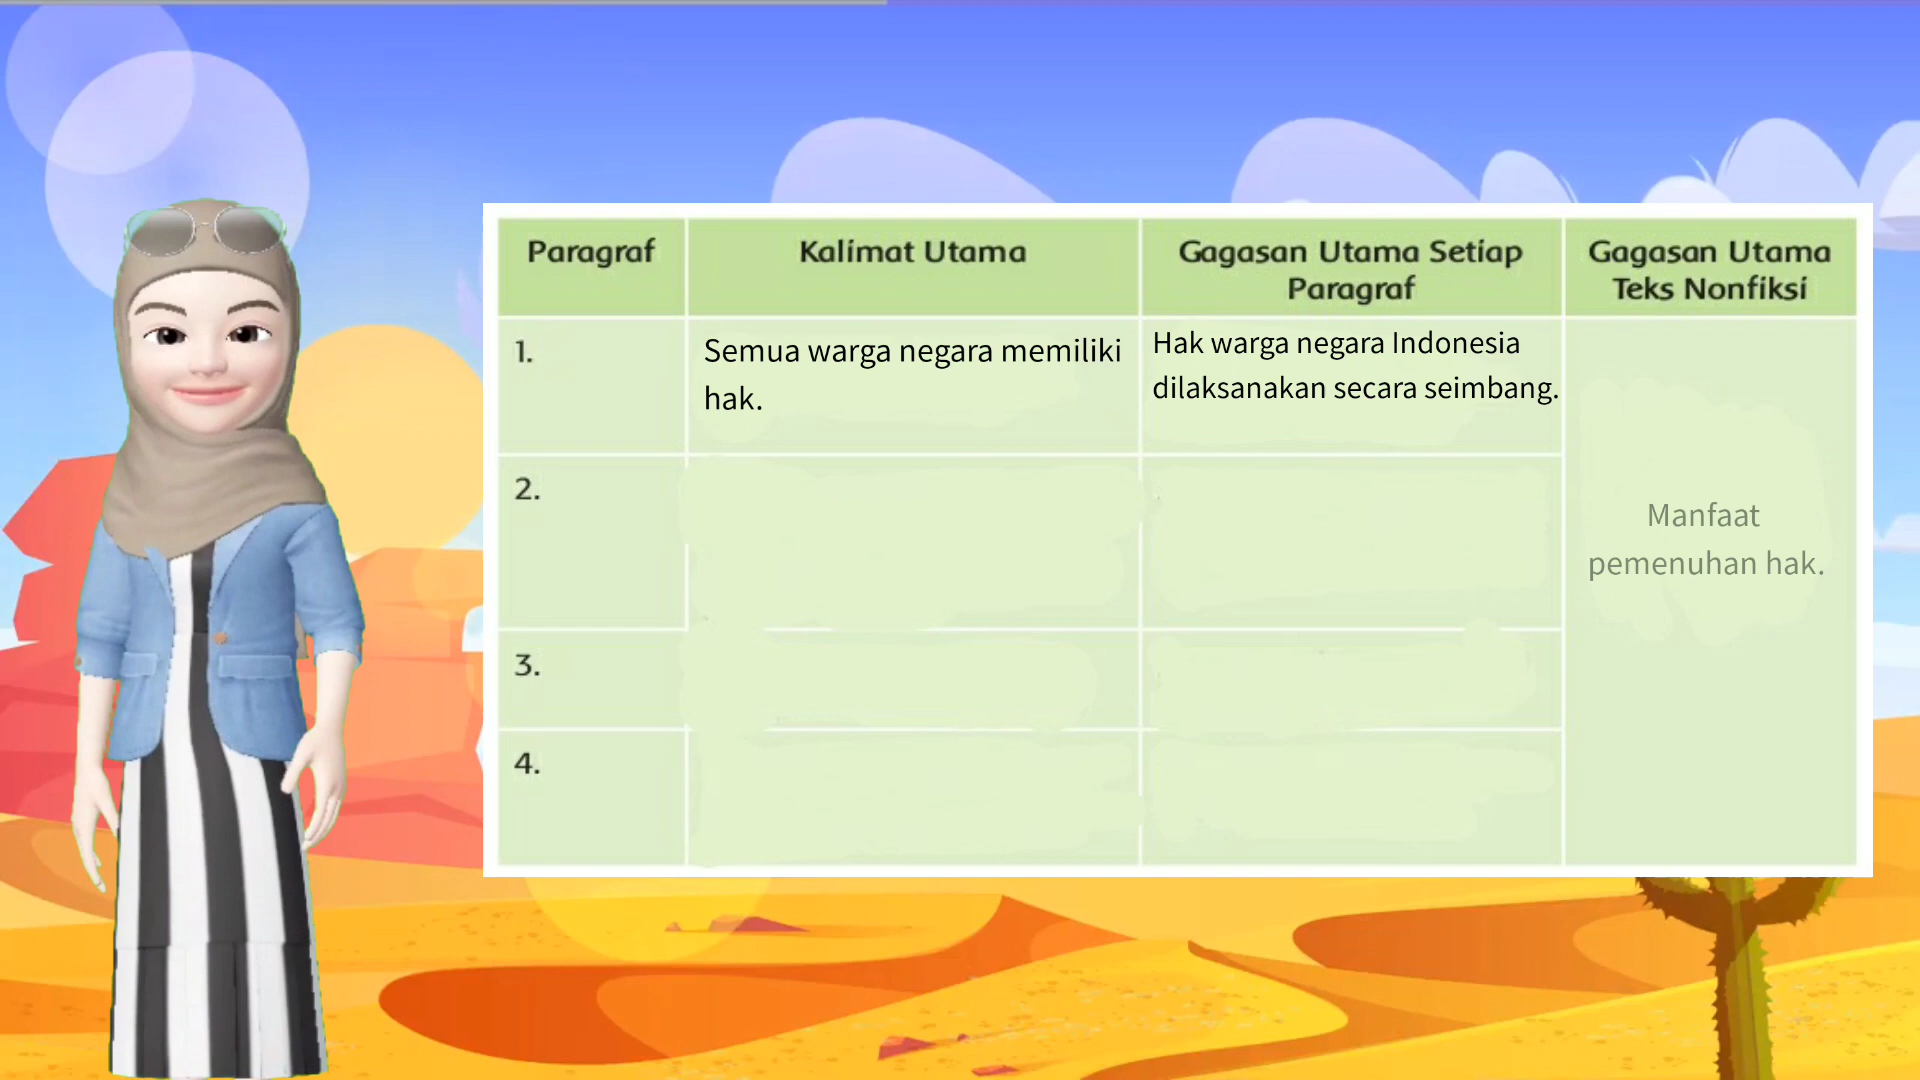 Paragraf
Kalimat Utama
Gagasan Utama Setiap
Paragraf
Gagasan Utama
Teks Nonfiksi
1.
Semua warga negara memiliki
hak.
Hak warga negara Indonesia
dilaksanakan secara seimbang.
Manfaat
pemenuhan hak.
2.
3.
4.